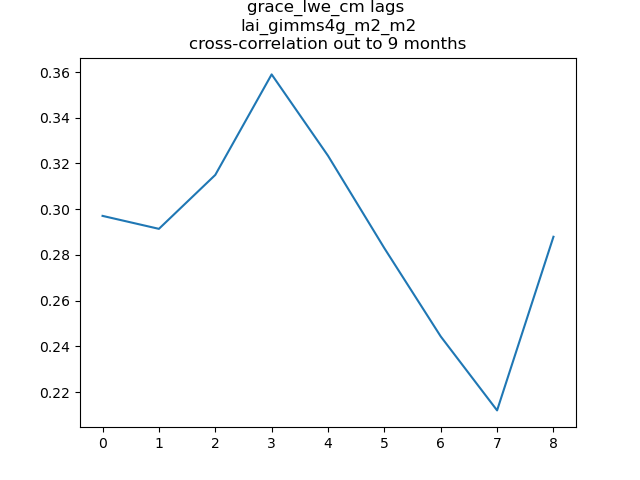 grace_lwe_cm lags
lai_gimms4g_m2_m2
cross-correlation out to 9 months
0.36
0.34
0.32
0.30
0.28
0.26
0.24
0.22
0 1 2 3 4 5 6 7 8